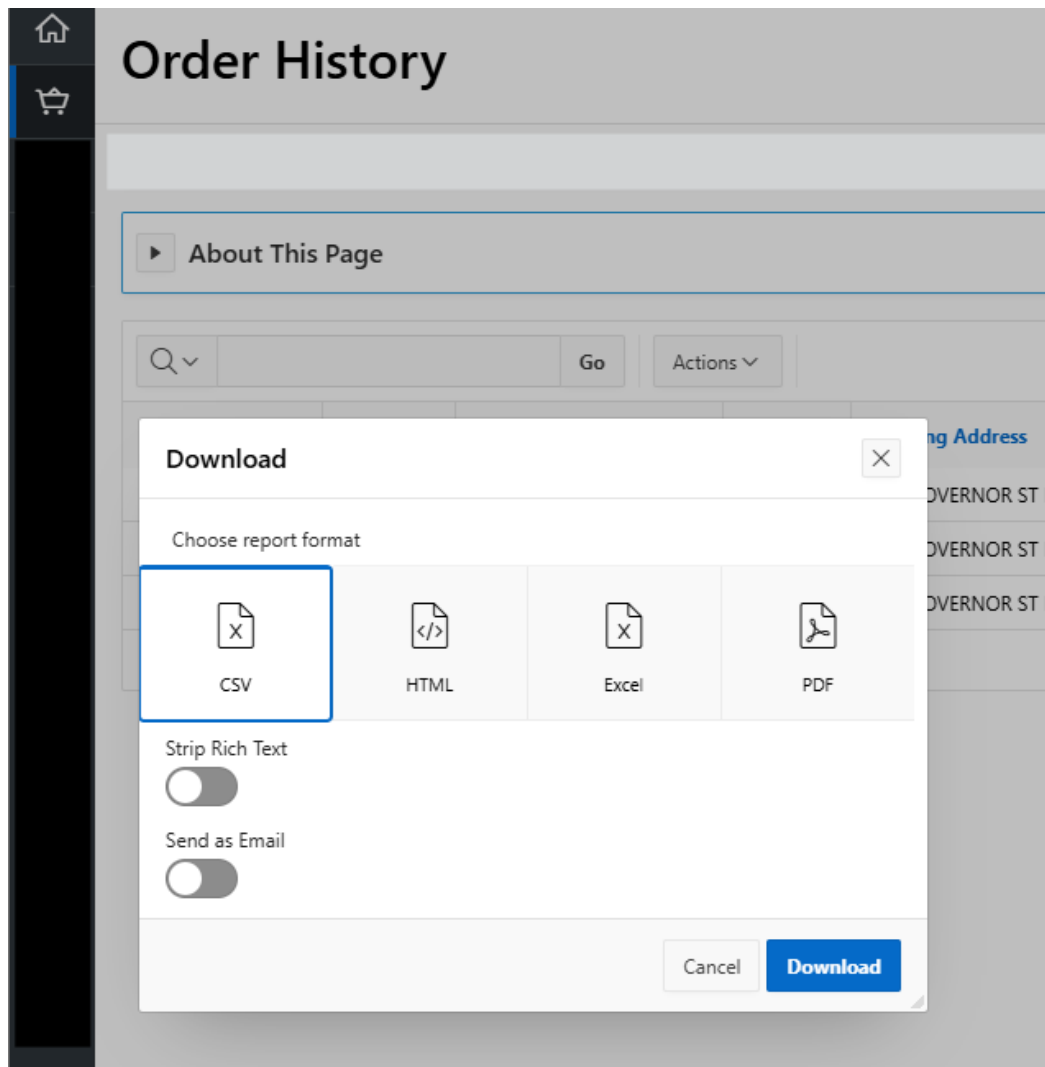 Order History
About This Page
Go
Actions
ng Address
Download
OVERNOR ST
Choose report format
OVERNOR ST
OVERNOR ST
CSV
HTML
Excel
PDF
Strip Rich Text
Send as Email
Cancel
Download